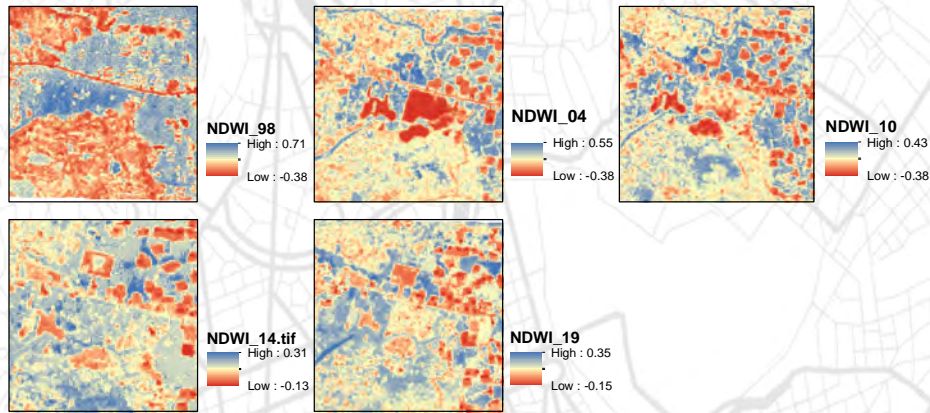 NDWI_98
High : 0.71
Low : -0.38
NDWI_04
High : 0.55
Low : -0.38
NDWI_10
High : 0.43
Low : -0.38
NDWI_14.tif
High : 0.31
Low : -0.13
NDWI_19
High : 0.35
Low : -0.15